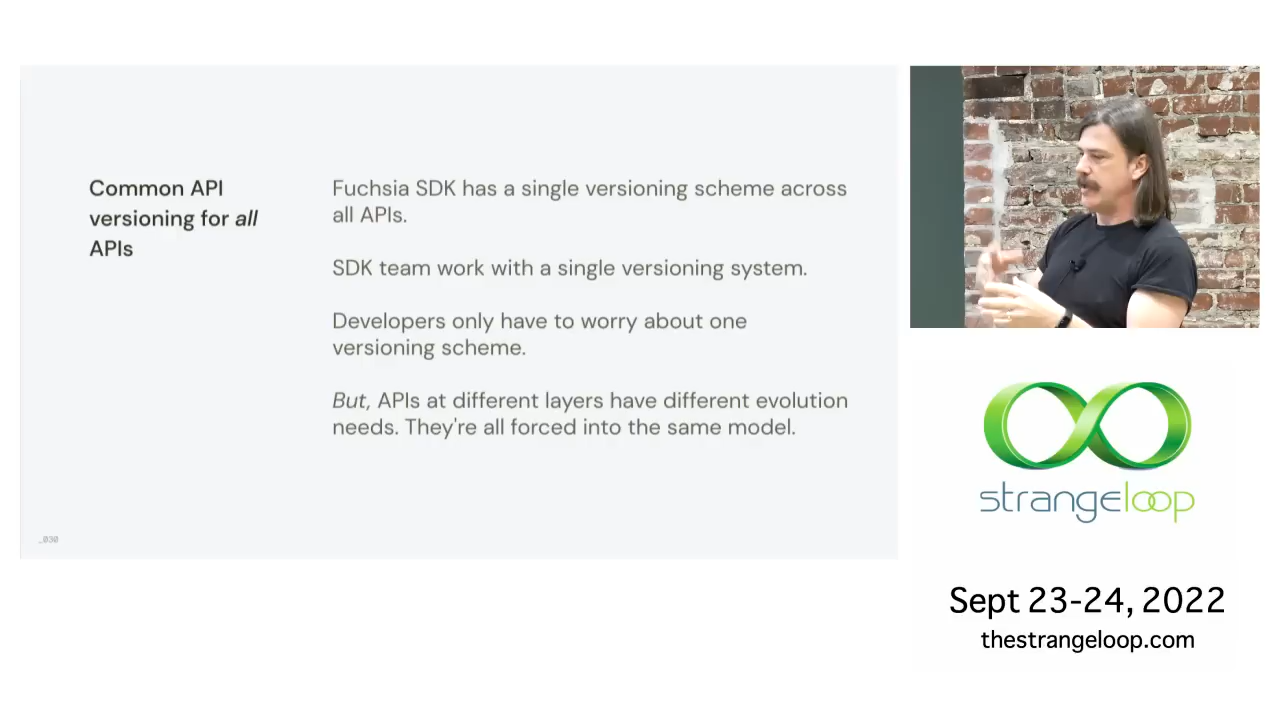 Common API
versioning for all
APIs
Fuchsia SDK has a single versioning scheme across
all APIs.
SDK team work with a single versioning system.
Developers only have to worry about one
versioning scheme.
But, APIs at different layers have different evolution
needs. They're all forced into the same model.
_030
strangeloop
Sept 23-24, 2022
thestrangeloop.com